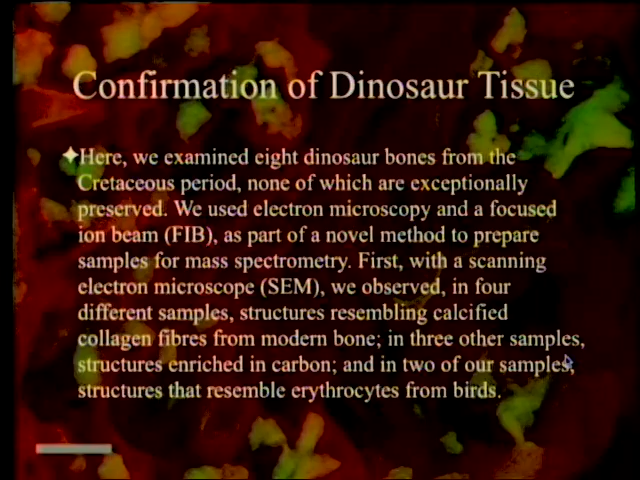 Confirmation of Dinosaur Tissue
Here, we examined eight dinosaur bones from the
Cretaceous period, none of which are exceptionally
preserved. We used electron microscopy and a focused
ion beam (FIB), as part of a novel method to prepare
samples for mass spectrometry. First, with a scanning
electron microscope (SEM), we observed, in four
different samples, structures resembling calcified
collagen fibres from modern bone; in three other samples,
structures enriched in carbon; and in two of our samples,
structures that resemble erythrocytes from birds.